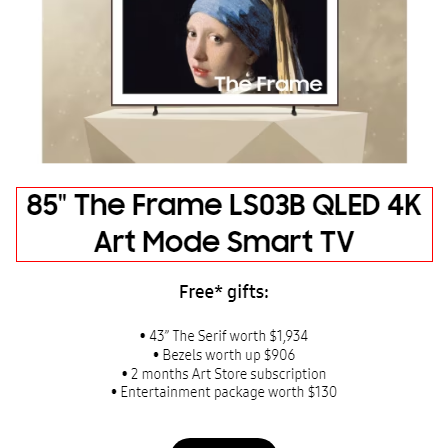 The Frame
85" The Frame LS03B QLED 4K
Art Mode Smart TV
Free* gifts:
• 43” The Serif worth $1,934
• Bezels worth up $906
• 2 months Art Store subscription
• Entertainment package worth $130